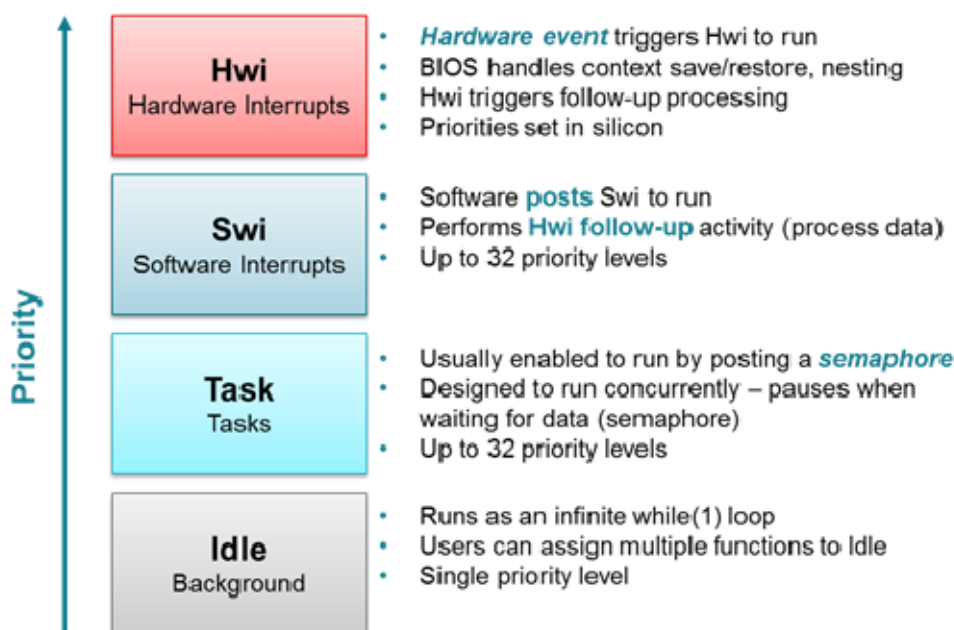 Priority
Hwi
Hardware Interrupts
• Hardware event triggers Hwi to run
• BIOS handles context save/restore, nesting
• Hwi triggers follow-up processing
• Priorities set in silicon
Swi
Software Interrupts
• Software posts Swi to run
• Performs Hwi follow-up activity (process data)
• Up to 32 priority levels
Task
Tasks
• Usually enabled to run by posting a semaphore
• Designed to run concurrently – pauses when
waiting for data (semaphore)
• Up to 32 priority levels
Idle
Background
• Runs as an infinite while(1) loop
• Users can assign multiple functions to Idle
• Single priority level